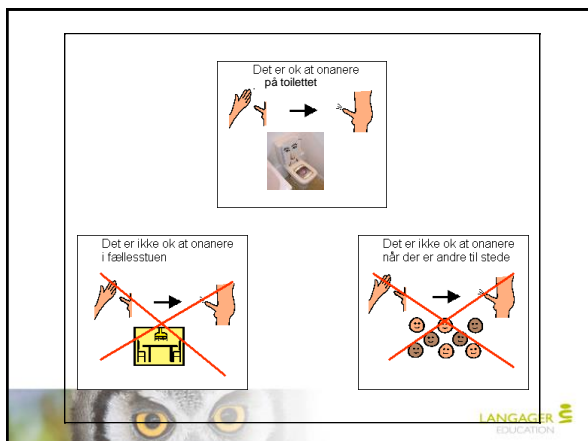 Det er ok at onanere
på toilettet
Det er ikke ok at onanere
i fællesstuen
Det er ikke ok at onanere
når der er andre til stede
LANGAGER
EDUCATION